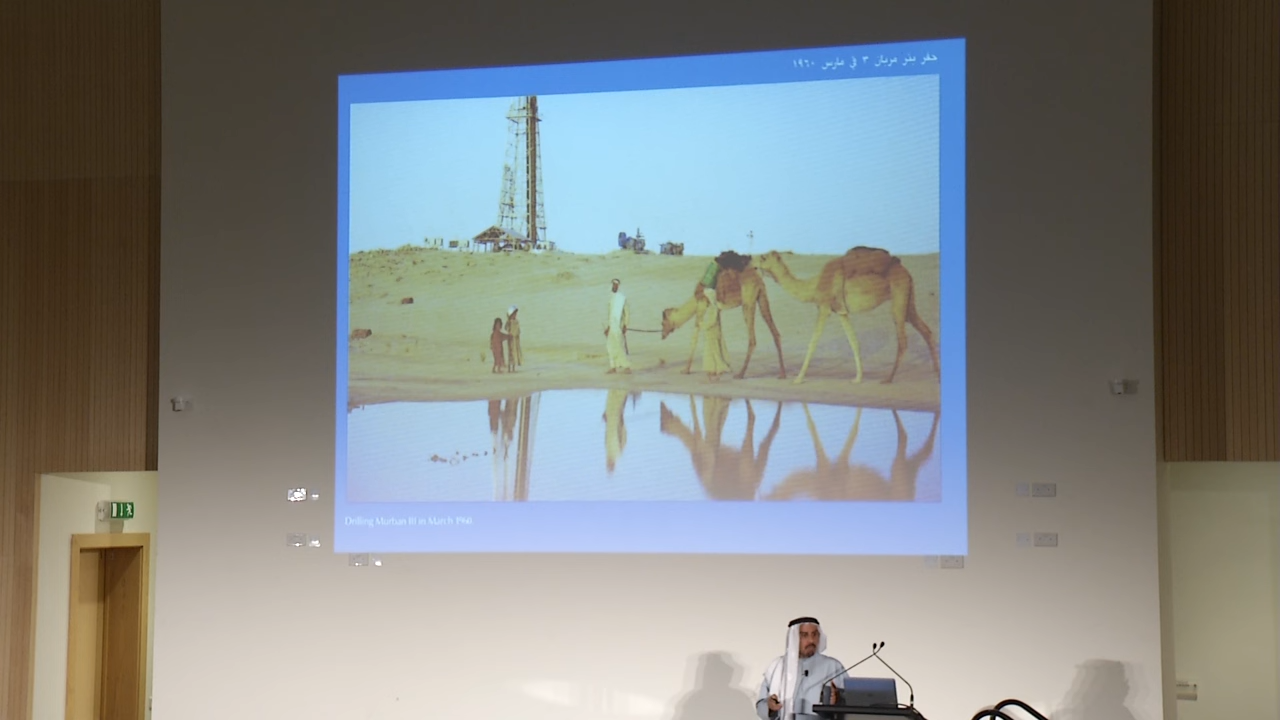 حفر بئر مربان ٣ في مارس ١٩٦٠
Drilling Murban III in March 1960